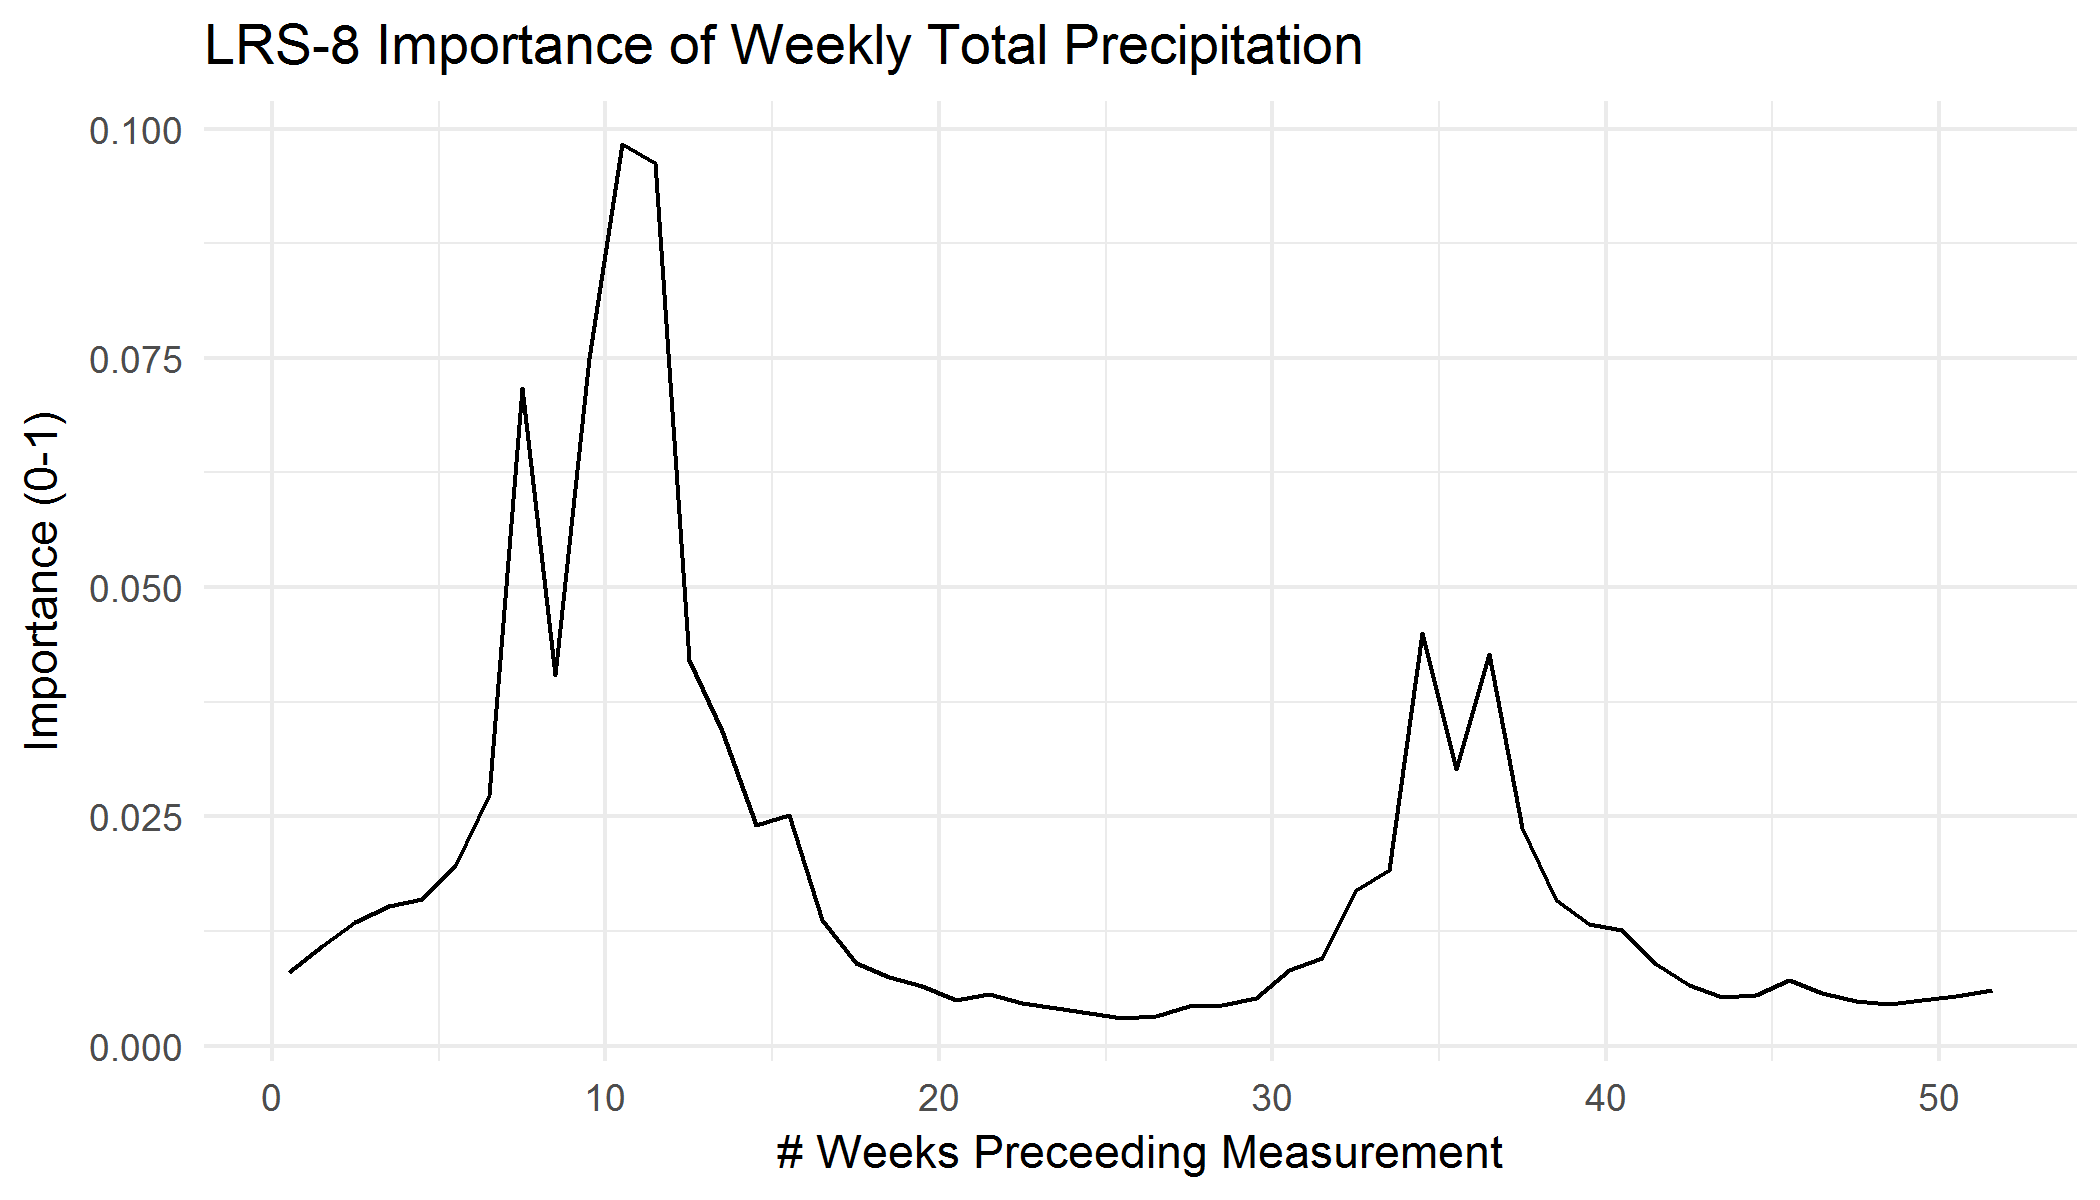 LRS-8 Importance of Weekly Total Precipitation
0.100
0.075
0.050
0.025
0.000
Importance (0-1)
0 10 20 30 40 50
# Weeks Preceeding Measurement